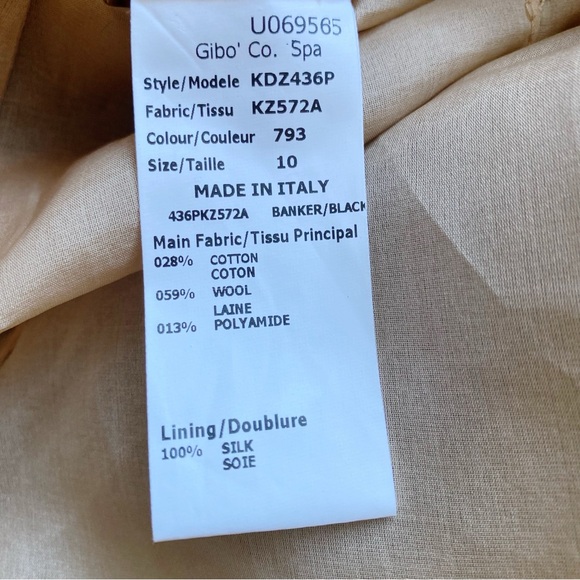 U069565
Gibo' Co. Spa
Style/Modele KDZ436P
Fabric/Tissu KZ572A
Colour/Couleur 793
Size/Taille 10
MADE IN ITALY
436PKZ572A BANKER/BLACK
Main Fabric/Tissu Principal
028% COTTON
COTON
059% WOOL
LAINE
013% POLYAMIDE
Lining/Doublure
100% SILK
SOIE